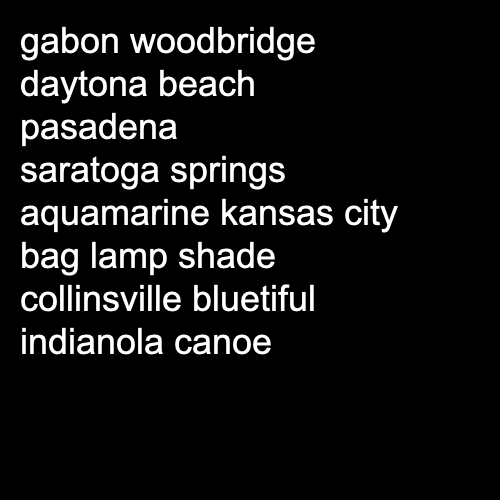 gabon woodbridge
daytona beach
pasadena
saratoga springs
aquamarine kansas city
bag lamp shade
collinsville bluetiful
indianola canoe